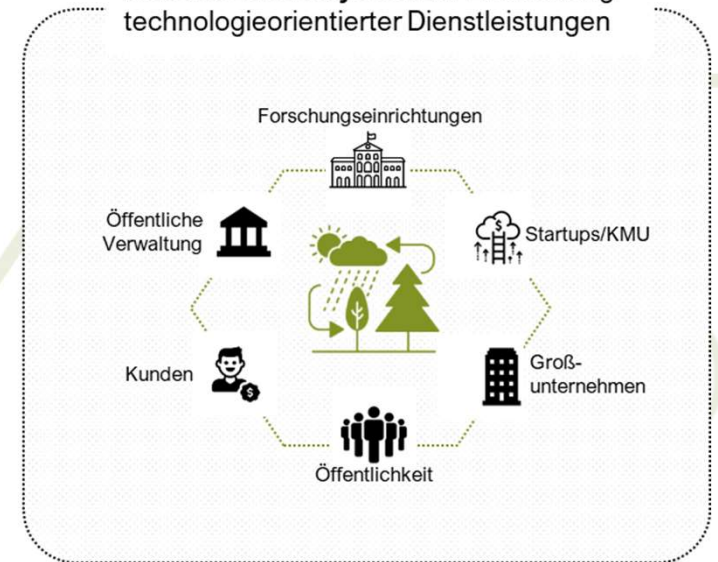 technologieorientierter Dienstleistungen
Forschungseinrichtungen
Öffentliche
Verwaltung
Startups/KMU
Kunden
Groß-
unternehmen
Öffentlichkeit